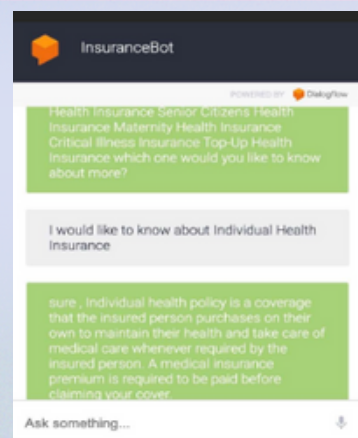 InsuranceBot
POWERED BY Dialogflow
Health Insurance Senior Citizens Health
Insurance Maternity Health Insurance
Critical Illness Insurance Top-Up Health
Insurance which one would you like to know
about more?
I would like to know about Individual Health
Insurance
sure , Individual health policy is a coverage
that the insured person purchases on their
own to maintain their health and take care of
medical care whenever required by the
insured person. A medical insurance
premium is required to be paid before
claiming your cover.
Ask something...